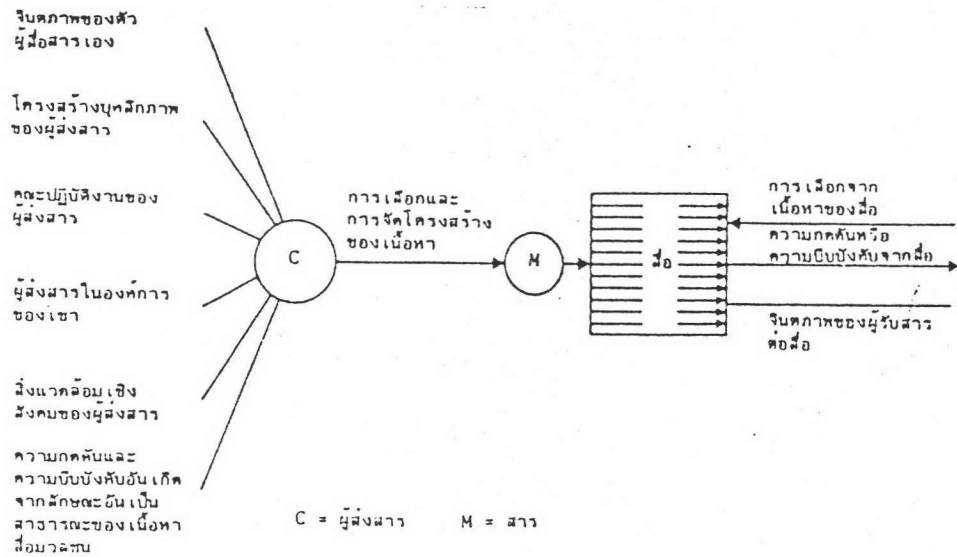 จินตภาพของตัว
ผู้สื่อสารเอง
โครงสร้างบุคลิกภาพ
ของผู้ส่งสาร
คณะปฏิบัติงานของ
ผู้ส่งสาร
ผู้ส่งสารในองค์การ
ของเขา
สิ่งแวดล้อมเชิง
สังคมของผู้ส่งสาร
ความกดดันและ
ความบีบบังคับอันเกิด
จากลักษณะอันเป็น
สาธารณะของเนื้อหา
สื่อมวลชน
C
การเลือกและ
การจัดโครงสร้าง
ของเนื้อหา
M
สื่อ
การเลือกจาก
เนื้อหาของสื่อ
ความกดดันหรือ
ความบีบบังคับจากสื่อ
จินตภาพของผู้รับสาร
ต่อสื่อ
C = ผู้ส่งสาร M = สาร